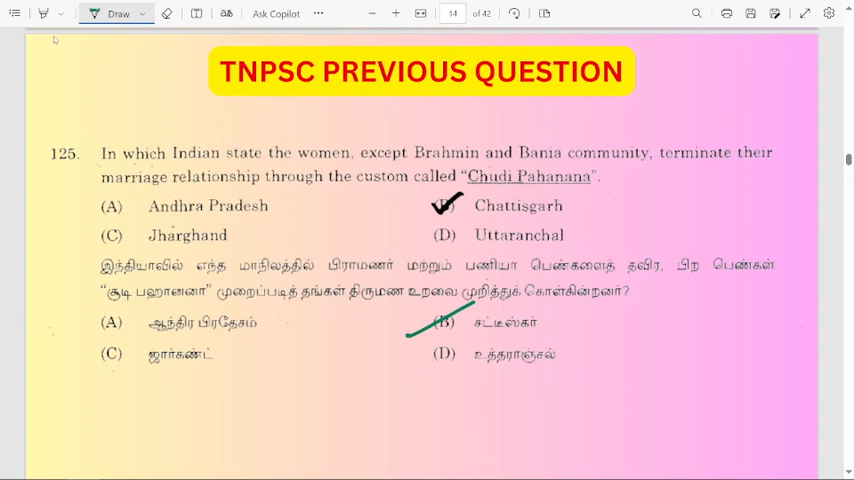 Draw
Ask Copilot
14 of 42
TNPSC PREVIOUS QUESTION
125. In which Indian state the women, except Brahmin and Bania community, terminate their
marriage relationship through the custom called "Chudi Pahanana".
(A) Andhra Pradesh (B) Chattisgarh
(C) Jharghand (D) Uttaranchal
இந்தியாவில் எந்த மாநிலத்தில் பிராமணர் மற்றும் பணியா பெண்களைத் தவிர, பிற பெண்கள்
"சூடி பஹானனா" முறைப்படித் தங்கள் திருமண உறவை முறித்துக் கொள்கின்றனர்?
(A) ஆந்திர பிரதேசம் (B) சட்டீஸ்கர்
(C) ஜார்கண்ட் (D) உத்தராஞ்சல்